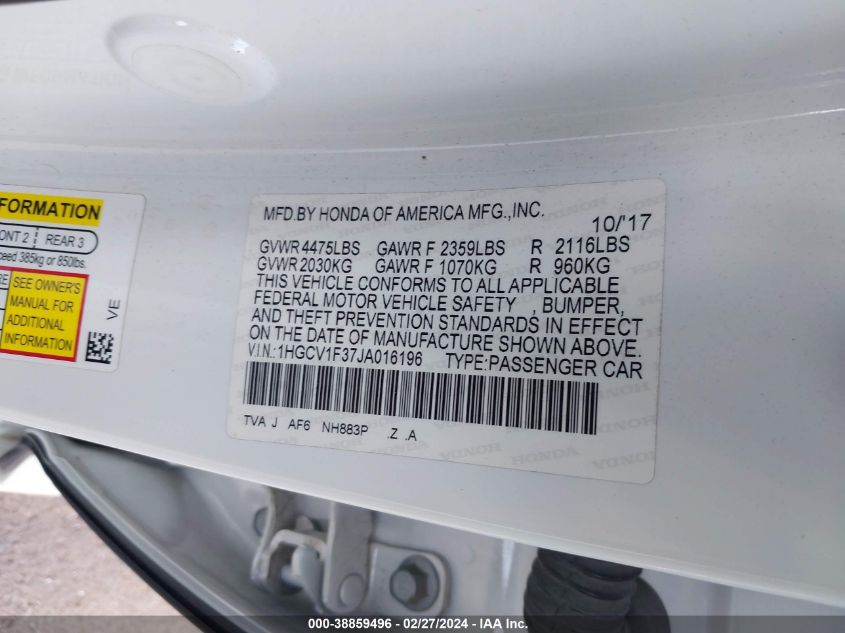 FORMATION
ONT 2 REAR 3
ceed 385kg or 850lbs.
RE
SEE OWNER'S
MANUAL FOR
ADDITIONAL
INFORMATION
VE
MFD.BY HONDA OF AMERICA MFG.,INC.
10/'17
GVWR 4475LBS GAWR F 2359LBS R 2116LBS
GVWR 2030KG GAWR F 1070KG R 960KG
THIS VEHICLE CONFORMS TO ALL APPLICABLE
FEDERAL MOTOR VEHICLE SAFETY , BUMPER,
AND THEFT PREVENTION STANDARDS IN EFFECT
ON THE DATE OF MANUFACTURE SHOWN ABOVE.
V.I.N.:1HGCV1F37JA016196 TYPE:PASSENGER CAR
TVA J AF6 NH883P .Z .A
000-38859496 - 02/27/2024 - IAA Inc.